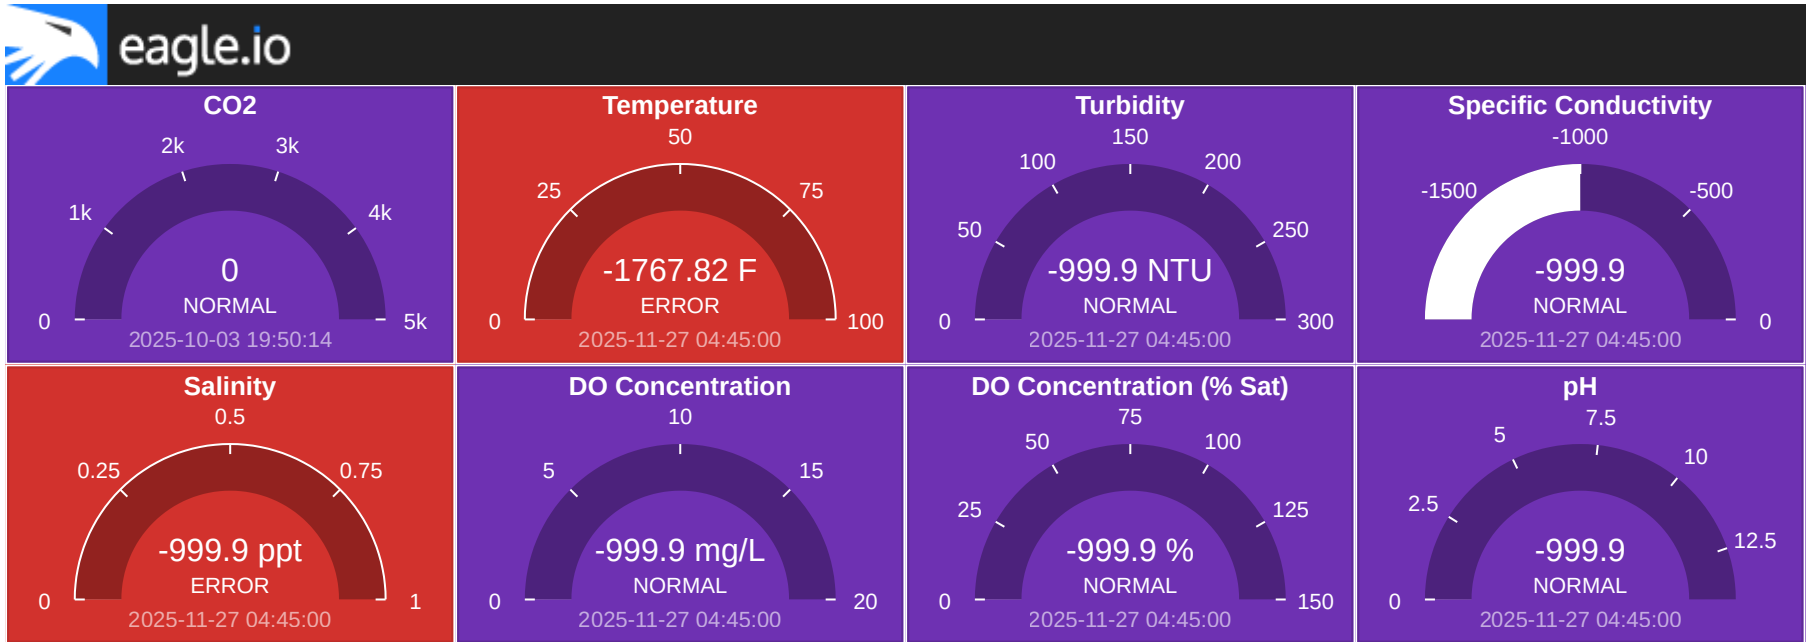 eagle.io
CO2
2k
3k
1k
4k
0
NORMAL
0
5k
2025-10-03 19:50:14
Temperature
50
25
75
-1767.82 F
ERROR
0
100
2025-11-27 04:45:00
Turbidity
150
100
200
50
250
-999.9 NTU
NORMAL
0
300
2025-11-27 04:45:00
Specific Conductivity
-1000
-1500
-500
-999.9
NORMAL
0
2025-11-27 04:45:00
Salinity
0.5
0.25
0.75
-999.9 ppt
ERROR
0
1
2025-11-27 04:45:00
DO Concentration
10
5
15
-999.9 mg/L
NORMAL
0
20
2025-11-27 04:45:00
DO Concentration (% Sat)
75
50
100
25
125
-999.9 %
NORMAL
0
150
2025-11-27 04:45:00
pH
7.5
5
10
2.5
12.5
-999.9
NORMAL
0
2025-11-27 04:45:00